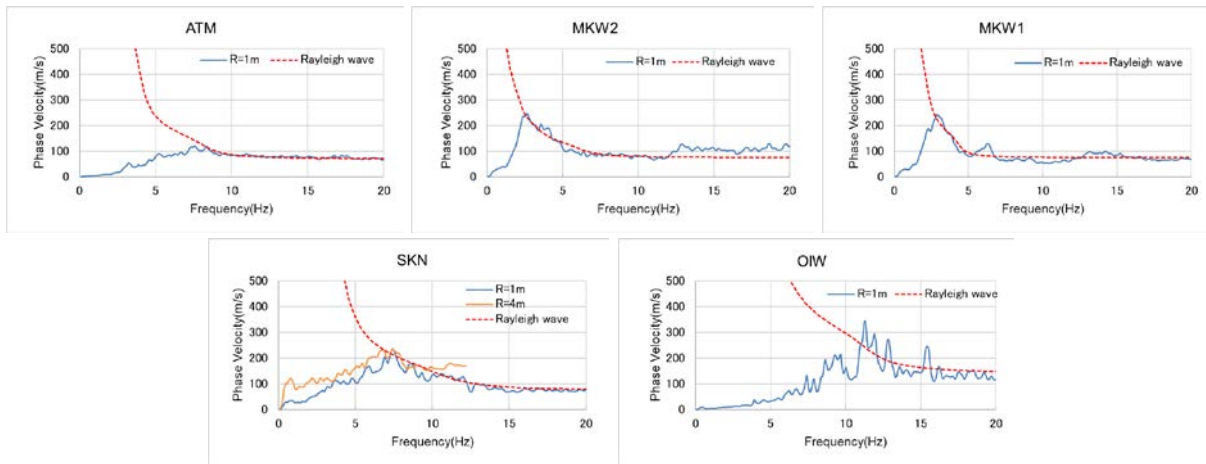 ATM
R=1m Rayleigh wave
Phase Velocity(m/s)
500
400
300
200
100
0
0 5 10 15 20
Frequency(Hz)
MKW2
R=1m Rayleigh wave
Phase Velocity(m/s)
500
400
300
200
100
0
0 5 10 15 20
Frequency(Hz)
MKW1
R=1m Rayleigh wave
Phase Velocity(m/s)
500
400
300
200
100
0
0 5 10 15 20
Frequency(Hz)
SKN
R=1m
R=4m
Rayleigh wave
Phase Velocity(m/s)
500
400
300
200
100
0
0 5 10 15 20
Frequency(Hz)
OIW
R=1m Rayleigh wave
Phase Velocity(m/s)
500
400
300
200
100
0
0 5 10 15 20
Frequency(Hz)